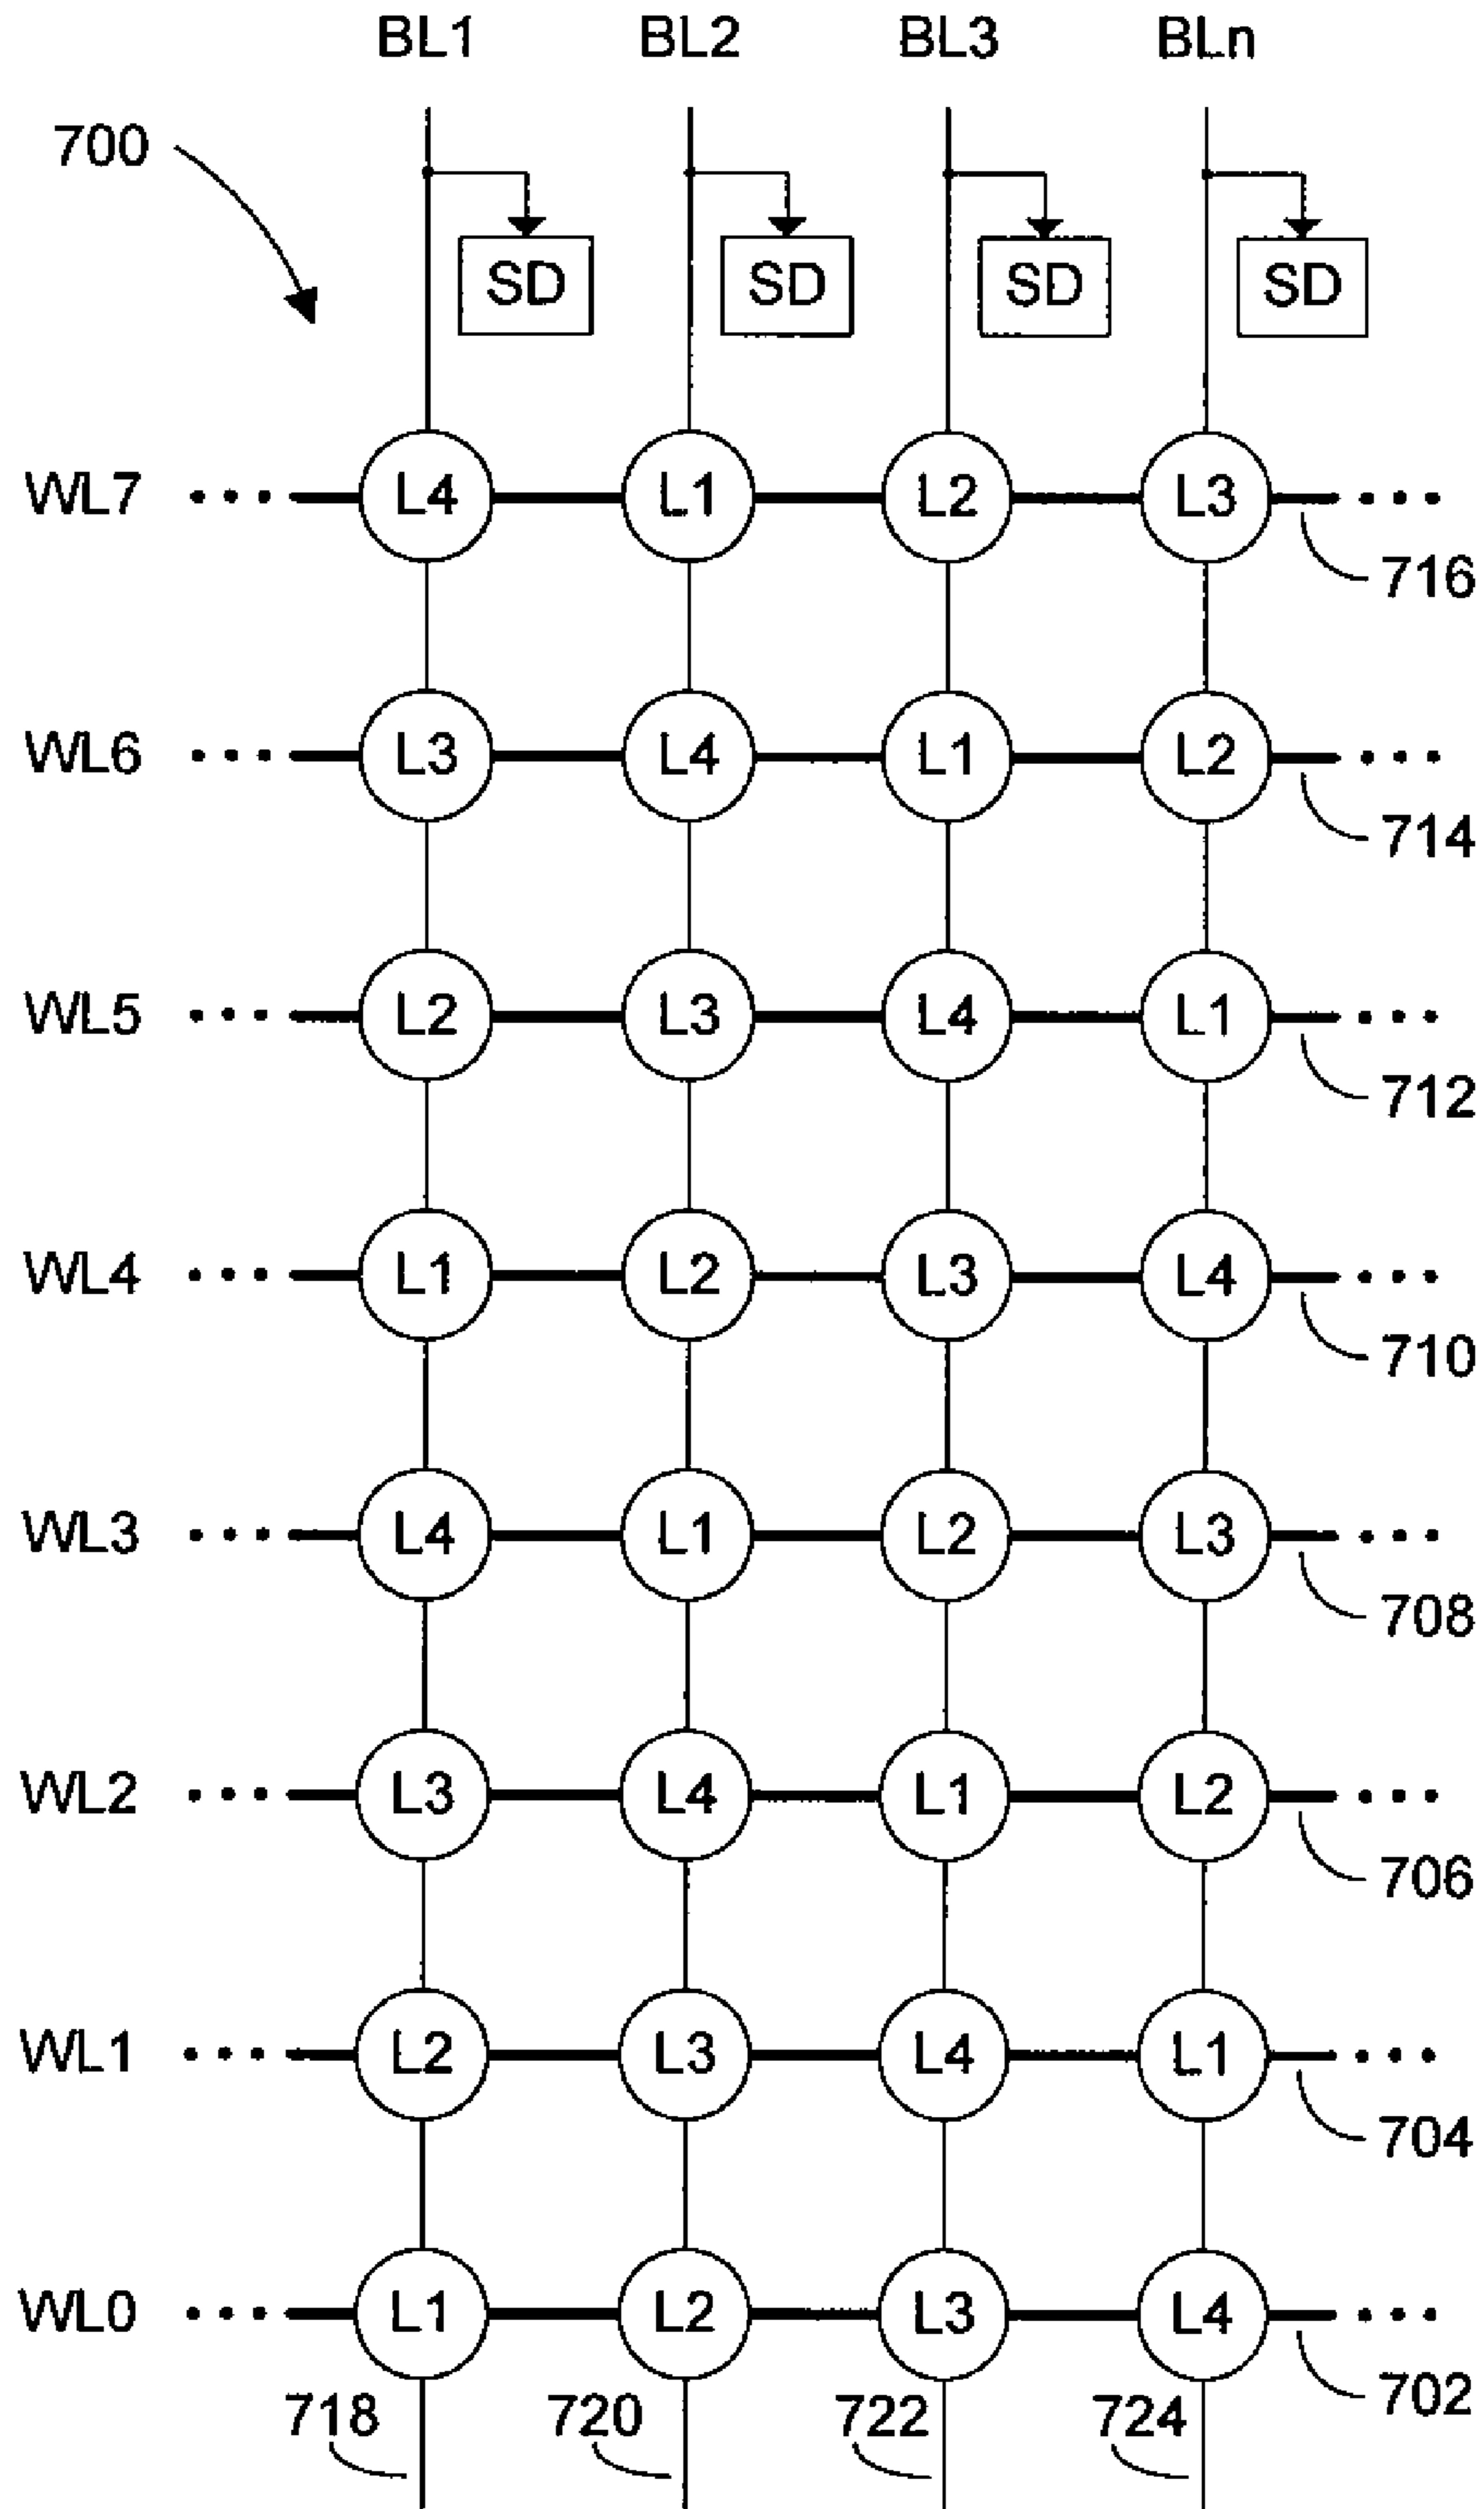 BL1 BL2 BL3 BLn
700
SD SD SD SD
WL7 ••• L4 L1 L2 L3 •••
716
WL6 ••• L3 L4 L1 L2 •••
714
WL5 ••• L2 L3 L4 L1 •••
712
WL4 ••• L1 L2 L3 L4 •••
710
WL3 ••• L4 L1 L2 L3 •••
708
WL2 ••• L3 L4 L1 L2 •••
706
WL1 ••• L2 L3 L4 L1 •••
704
WL0 ••• L1 L2 L3 L4 •••
702
718 720 722 724